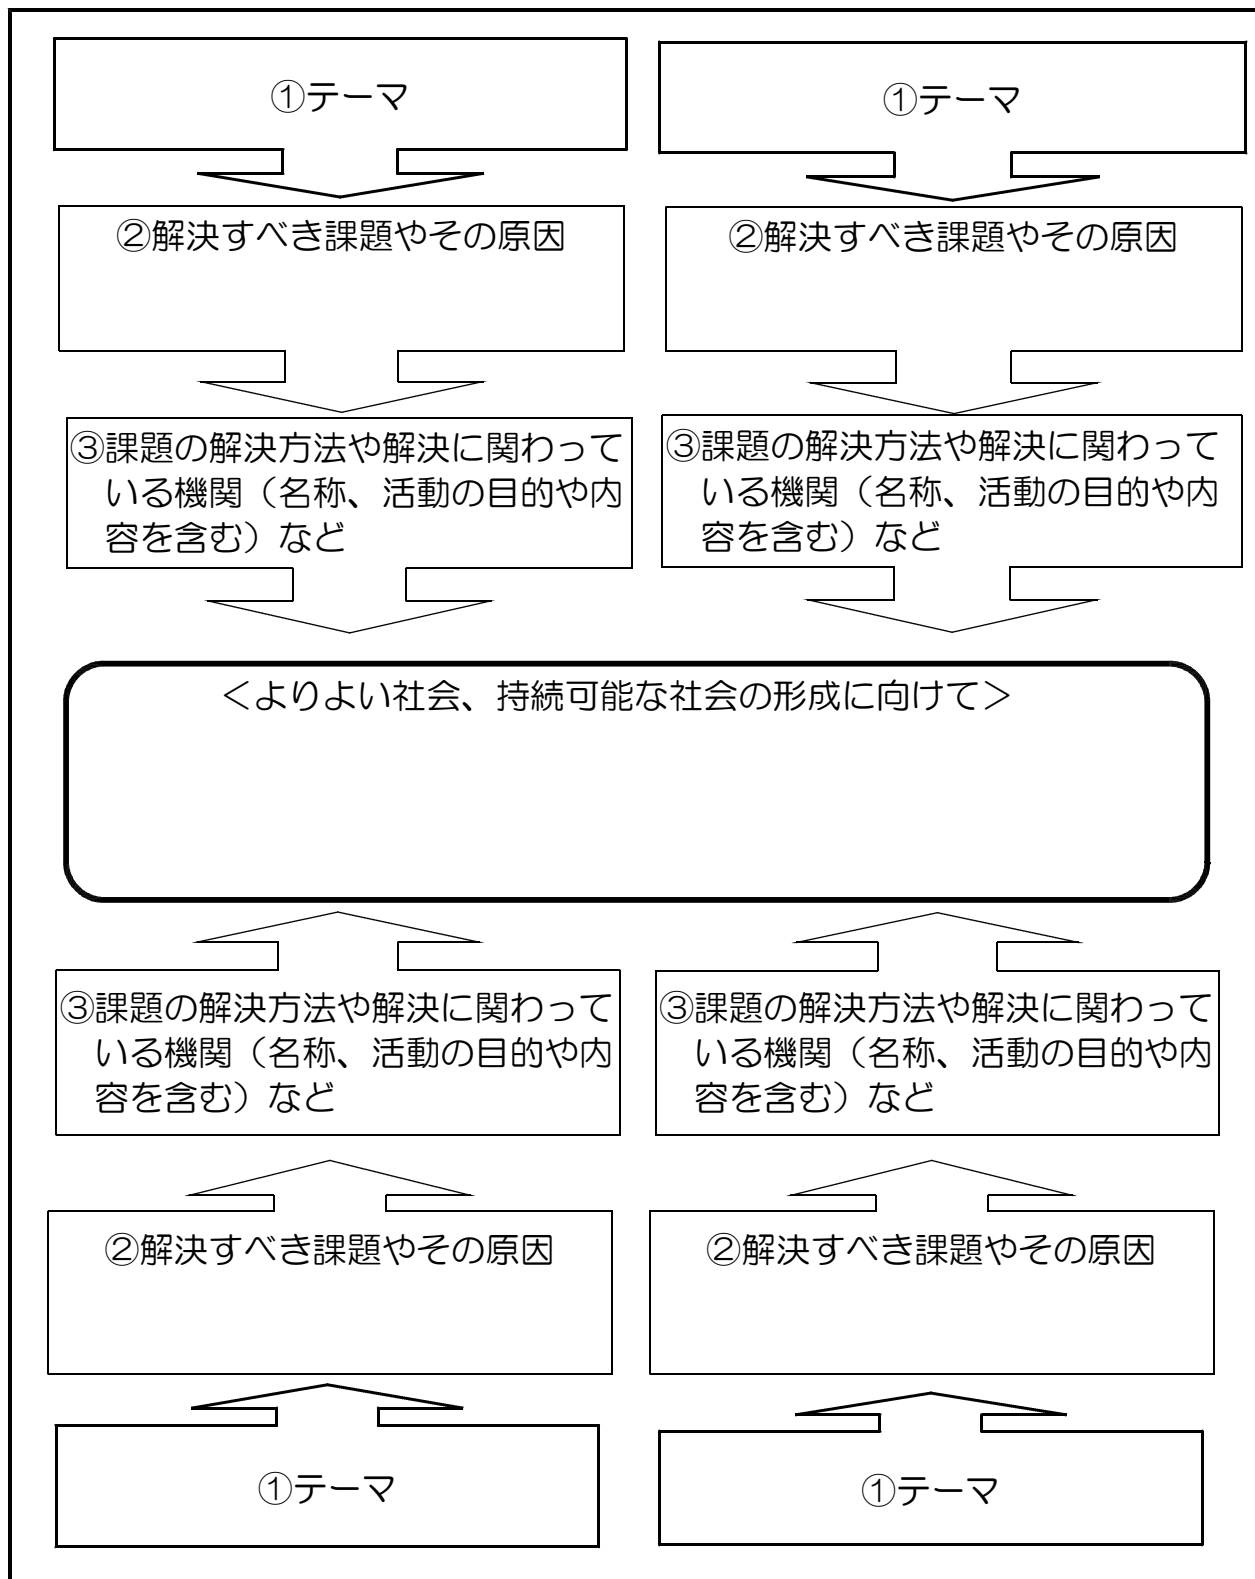 ①テーマ
①テーマ
②解決すべき課題やその原因
②解決すべき課題やその原因
③課題の解決方法や解決に関わって
いる機関（名称、活動の目的や内
容を含む）など
③課題の解決方法や解決に関わって
いる機関（名称、活動の目的や内
容を含む）など
＜よりよい社会、持続可能な社会の形成に向けて＞
③課題の解決方法や解決に関わって
いる機関（名称、活動の目的や内
容を含む）など
③課題の解決方法や解決に関わって
いる機関（名称、活動の目的や内
容を含む）など
②解決すべき課題やその原因
②解決すべき課題やその原因
①テーマ
①テーマ